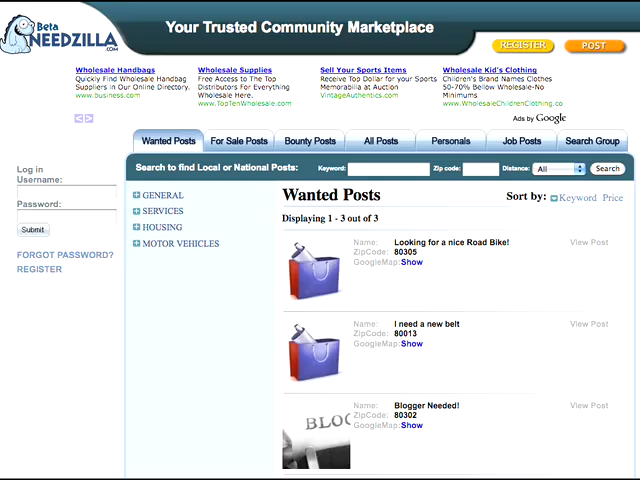 Beta
NEEDZILLA.COM
Your Trusted Community Marketplace
REGISTER
POST
Wholesale Handbags
Quickly Find Wholesale Handbag
Suppliers in Our Online Directory.
www.business.com
Wholesale Supplies
Free Access to The Top
Distributors For Everything
Wholesale Here.
www.TopTenWholesale.com
Sell Your Sports Items
Receive Top Dollar for your Sports
Memorabilia at Auction
VintageAuthentics.com
Wholesale Kid's Clothing
Children's Brand Names Clothes
50-70% Bellow Wholesale-No
Minimums
www.WholesaleChildrenClothing.co
Ads by Google
Wanted Posts
For Sale Posts
Bounty Posts
All Posts
Personals
Job Posts
Search Group
Search to find Local or National Posts:
Keyword:
Zip code:
Distance:
All
Search
Log in
Username:
Password:
Submit
FORGOT PASSWORD?
REGISTER
GENERAL
SERVICES
HOUSING
MOTOR VEHICLES
Wanted Posts
Sort by: Keyword Price
Displaying 1 - 3 out of 3
Name: Looking for a nice Road Bike!
ZipCode: 80305
GoogleMap: Show
View Post
Name: I need a new belt
ZipCode: 80013
GoogleMap: Show
View Post
BLOG
Name: Blogger Needed!
ZipCode: 80302
GoogleMap: Show
View Post